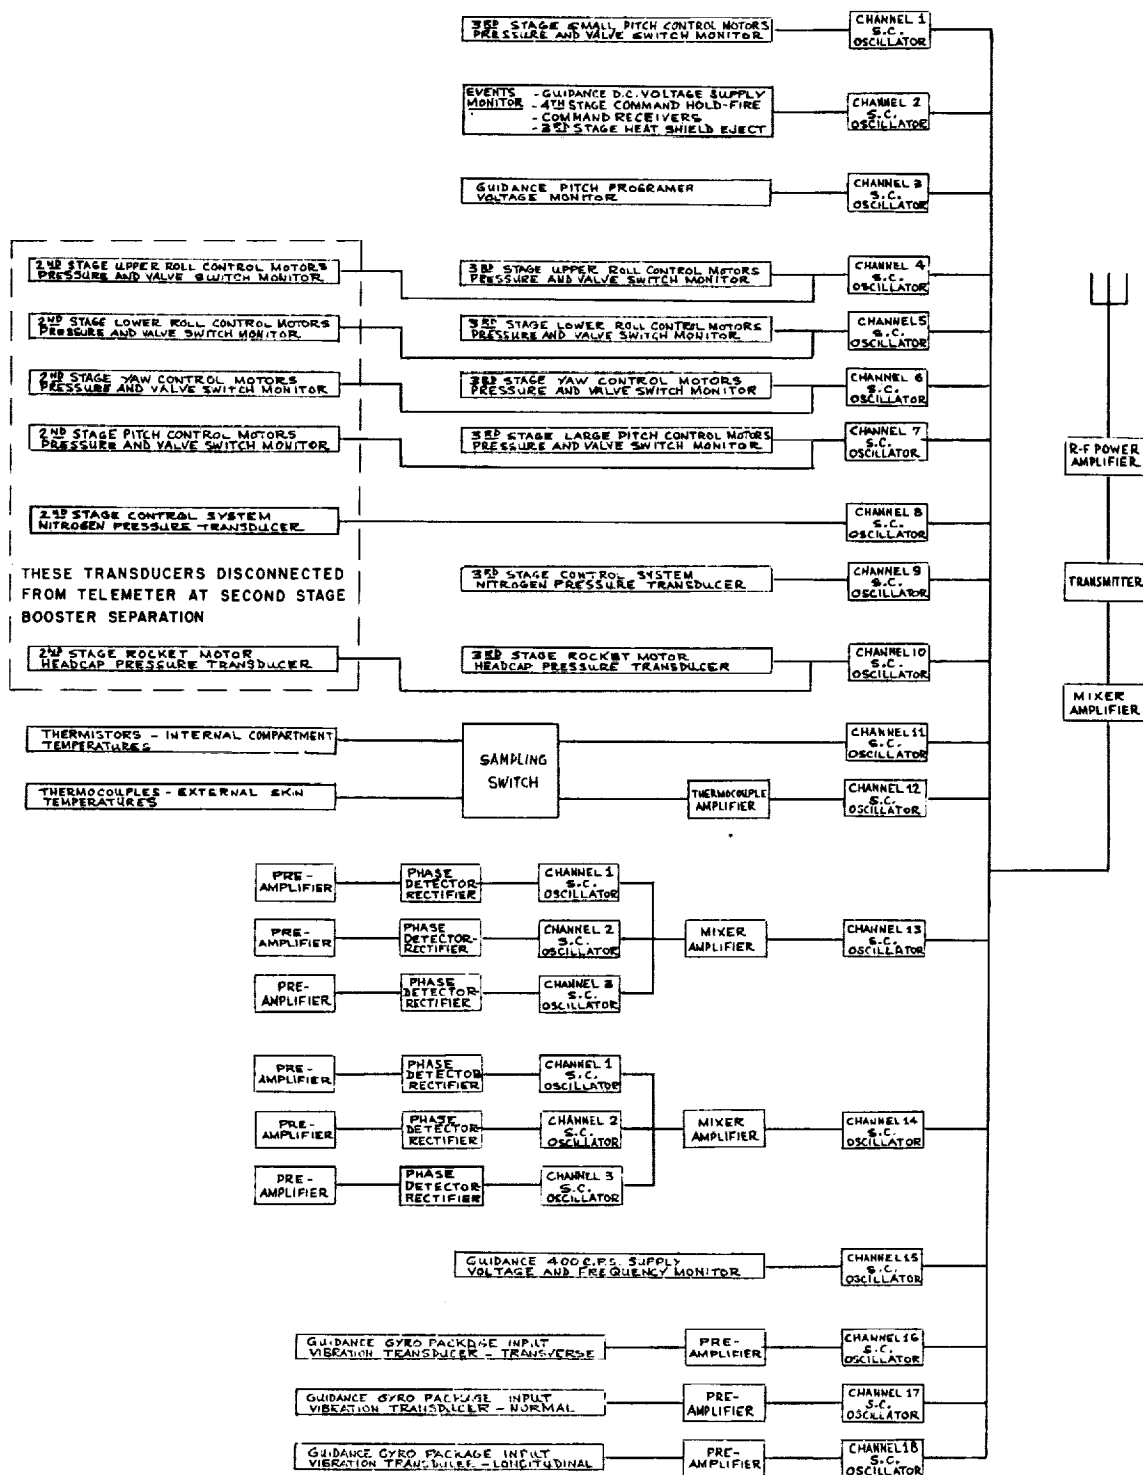 3RD STAGE SMALL PITCH CONTROL MOTORS
PRESSURE AND VALVE SWITCH MONITOR
CHANNEL 1
S.C.
OSCILLATOR
EVENTS MONITOR
- GUIDANCE D.C. VOLTAGE SUPPLY
- 4TH STAGE COMMAND HOLD-FIRE
- COMMAND RECEIVERS
- 3RD STAGE HEAT SHIELD EJECT
CHANNEL 2
S.C.
OSCILLATOR
GUIDANCE PITCH PROGRAMER
VOLTAGE MONITOR
CHANNEL 3
S.C.
OSCILLATOR
2ND STAGE UPPER ROLL CONTROL MOTORS
PRESSURE AND VALVE SWITCH MONITOR
3RD STAGE UPPER ROLL CONTROL MOTORS
PRESSURE AND VALVE SWITCH MONITOR
CHANNEL 4
S.C.
OSCILLATOR
2ND STAGE LOWER ROLL CONTROL MOTORS
PRESSURE AND VALVE SWITCH MONITOR
3RD STAGE LOWER ROLL CONTROL MOTORS
PRESSURE AND VALVE SWITCH MONITOR
CHANNEL 5
S.C.
OSCILLATOR
2ND STAGE YAW CONTROL MOTORS
PRESSURE AND VALVE SWITCH MONITOR
3RD STAGE YAW CONTROL MOTORS
PRESSURE AND VALVE SWITCH MONITOR
CHANNEL 6
S.C.
OSCILLATOR
2ND STAGE PITCH CONTROL MOTORS
PRESSURE AND VALVE SWITCH MONITOR
3RD STAGE LARGE PITCH CONTROL MOTORS
PRESSURE AND VALVE SWITCH MONITOR
CHANNEL 7
S.C.
OSCILLATOR
R-F POWER
AMPLIFIER
2ND STAGE CONTROL SYSTEM
NITROGEN PRESSURE TRANSDUCER
CHANNEL 8
S.C.
OSCILLATOR
THESE TRANSDUCERS DISCONNECTED
FROM TELEMETER AT SECOND STAGE
BOOSTER SEPARATION
3RD STAGE CONTROL SYSTEM
NITROGEN PRESSURE TRANSDUCER
CHANNEL 9
S.C.
OSCILLATOR
TRANSMITTER
2ND STAGE ROCKET MOTOR
HEADCAP PRESSURE TRANSDUCER
3RD STAGE ROCKET MOTOR
HEADCAP PRESSURE TRANSDUCER
CHANNEL 10
S.C.
OSCILLATOR
MIXER
AMPLIFIER
THERMISTORS - INTERNAL COMPARTMENT
TEMPERATURES
SAMPLING
SWITCH
CHANNEL 11
S.C.
OSCILLATOR
THERMOCOUPLES - EXTERNAL SKIN
TEMPERATURES
THERMOCOUPLE
AMPLIFIER
CHANNEL 12
S.C.
OSCILLATOR
PRE-
AMPLIFIER
PHASE
DETECTOR
RECTIFIER
CHANNEL 1
S.C.
OSCILLATOR
PRE-
AMPLIFIER
PHASE
DETECTOR-
RECTIFIER
CHANNEL 2
S.C.
OSCILLATOR
MIXER
AMPLIFIER
CHANNEL 13
S.C.
OSCILLATOR
PRE-
AMPLIFIER
PHASE
DETECTOR-
RECTIFIER
CHANNEL 3
S.C.
OSCILLATOR
PRE-
AMPLIFIER
PHASE
DETECTOR
RECTIFIER
CHANNEL 1
S.C.
OSCILLATOR
PRE-
AMPLIFIER
PHASE
DETECTOR
RECTIFIER
CHANNEL 2
S.C.
OSCILLATOR
MIXER
AMPLIFIER
CHANNEL 14
S.C.
OSCILLATOR
PRE-
AMPLIFIER
PHASE
DETECTOR
RECTIFIER
CHANNEL 3
S.C.
OSCILLATOR
GUIDANCE 400 C.P.S. SUPPLY
VOLTAGE AND FREQUENCY MONITOR
CHANNEL 15
S.C.
OSCILLATOR
GUIDANCE GYRO PACKAGE INPUT
VIBRATION TRANSDUCER - TRANSVERSE
PRE-
AMPLIFIER
CHANNEL 16
S.C.
OSCILLATOR
GUIDANCE GYRO PACKAGE INPUT
VIBRATION TRANSDUCER - NORMAL
PRE-
AMPLIFIER
CHANNEL 17
S.C.
OSCILLATOR
GUIDANCE GYRO PACKAGE INPUT
VIBRATION TRANSDUCER - LONGITUDINAL
PRE-
AMPLIFIER
CHANNEL 18
S.C.
OSCILLATOR